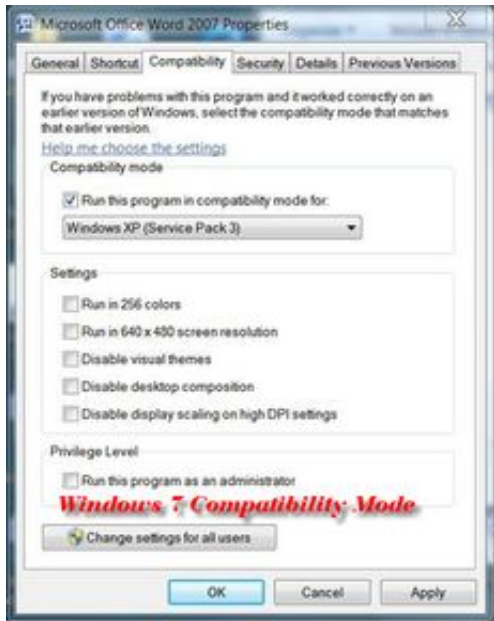 Microsoft Office Word 2007 Properties
General Shortcut Compatibility Security Details Previous Versions
If you have problems with this program and it worked correctly on an
earlier version of Windows, select the compatibility mode that matches
that earlier version.
Help me choose the settings
Compatibility mode
Run this program in compatibility mode for:
Windows XP (Service Pack 3)
Settings
Run in 256 colors
Run in 640 x 480 screen resolution
Disable visual themes
Disable desktop composition
Disable display scaling on high DPI settings
Privilege Level
Run this program as an administrator
Windows 7 Compatibility Mode
Change settings for all users
OK Cancel Apply